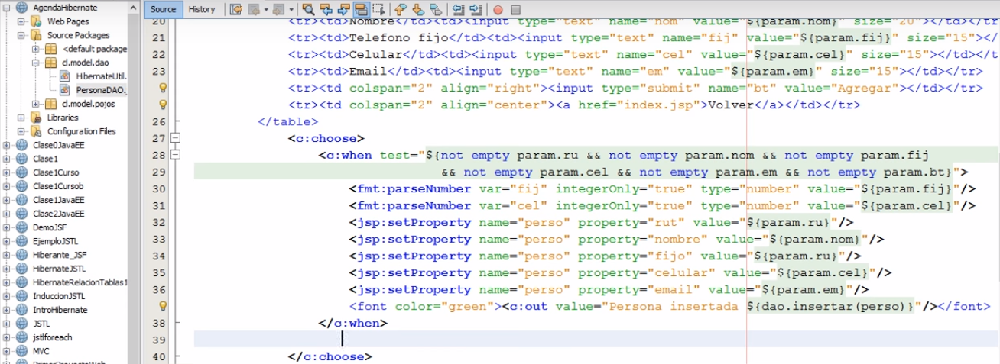 AgendaHibernate
Web Pages
Source Packages
<default package
cl.model.dao
HibernateUtil.
PersonaDAO.
cl.model.pojos
Libraries
Configuration Files
Clase0JavaEE
Clase1
Clase1Curso
Clase1Cursob
Clase1JavaEE
Clase2JavaEE
DemoJSF
EjemploJSTL
Hiberante_JSF
HibernateJSTL
HibernateRelacionTablas1
InduccionJSTL
IntroHibernate
JSTL
jstlforeach
MVC
Source History
20 <tr><td>Nombre</td><td><input type="text" name="nom" value="${param.nom}" size="20"></td></tr
21 <tr><td>Telefono fijo</td><td><input type="text" name="fij" value="${param.fij}" size="15"></
22 <tr><td>Celular</td><td><input type="text" name="cel" value="${param.cel}" size="15"></td></t
23 <tr><td>Email</td><td><input type="text" name="em" value="${param.em}" size="15"></td></tr>
<tr><td colspan="2" align="right"><input type="submit" name="bt" value="Agregar"></td></tr>
<tr><td colspan="2" align="center"><a href="index.jsp">Volver</a></td></tr>
26 </table>
27 <c:choose>
28 <c:when test="${not empty param.ru && not empty param.nom && not empty param.fij
29 && not empty param.cel && not empty param.em && not empty param.bt}">
30 <fmt:parseNumber var="fij" integerOnly="true" type="number" value="${param.fij}"/>
31 <fmt:parseNumber var="cel" integerOnly="true" type="number" value="${param.cel}"/>
32 <jsp:setProperty name="perso" property="rut" value="${param.ru}"/>
33 <jsp:setProperty name="perso" property="nombre" value="${param.nom}"/>
34 <jsp:setProperty name="perso" property="fijo" value="${param.ru}"/>
35 <jsp:setProperty name="perso" property="celular" value="${param.cel}"/>
36 <jsp:setProperty name="perso" property="email" value="${param.em}"/>
<font color="green"><c:out value="Persona insertada ${dao.insertar(perso)}"/></font>
38 </c:when>
39
40 </c:choose>